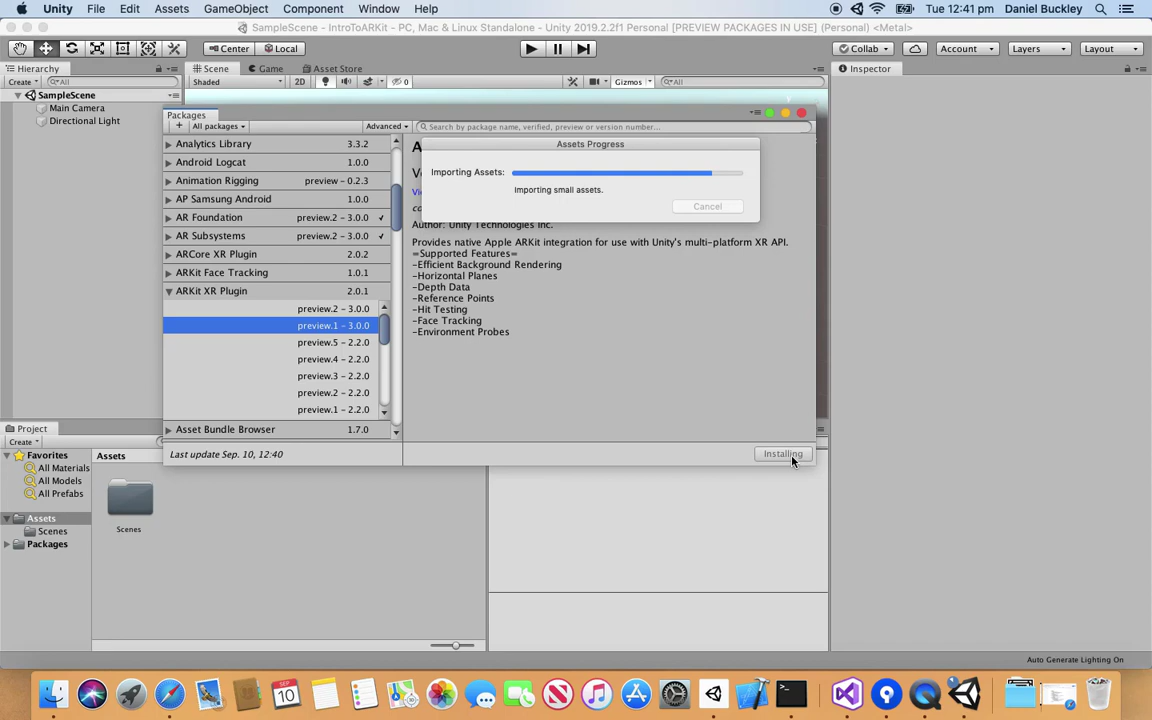 Unity File Edit Assets GameObject Component Window Help Tue 12:41 pm Daniel Buckley
SampleScene - IntroToARKit - PC, Mac & Linux Standalone - Unity 2019.2.2f1 Personal [PREVIEW PACKAGES IN USE] (Personal) <Metal>
Center Local Collab Account Layers Layout
Hierarchy Scene Game Asset Store Inspector
Create All Shaded 2D 0 Gizmos All
SampleScene
Main Camera
Directional Light
Packages
+ All packages Advanced Search by package name, verified, preview or version number...
Analytics Library 3.3.2
Android Logcat 1.0.0
Animation Rigging preview - 0.2.3
AP Samsung Android 1.0.0
AR Foundation preview.2 - 3.0.0 ✓
AR Subsystems preview.2 - 3.0.0 ✓
ARCore XR Plugin 2.0.2
ARKit Face Tracking 1.0.1
ARKit XR Plugin 2.0.1
preview.2 - 3.0.0
preview.1 - 3.0.0
preview.5 - 2.2.0
preview.4 - 2.2.0
preview.3 - 2.2.0
preview.2 - 2.2.0
preview.1 - 2.2.0
Asset Bundle Browser 1.7.0
Last update Sep. 10, 12:40
Assets Progress
Importing Assets:
Importing small assets.
Cancel
Author: Unity Technologies Inc.
Provides native Apple ARKit integration for use with Unity's multi-platform XR API.
=Supported Features=
-Efficient Background Rendering
-Horizontal Planes
-Depth Data
-Reference Points
-Hit Testing
-Face Tracking
-Environment Probes
Installing
Project
Create
Favorites
All Materials
All Models
All Prefabs
Assets
Scenes
Packages
Assets
Scenes
Auto Generate Lighting On
SEP
10